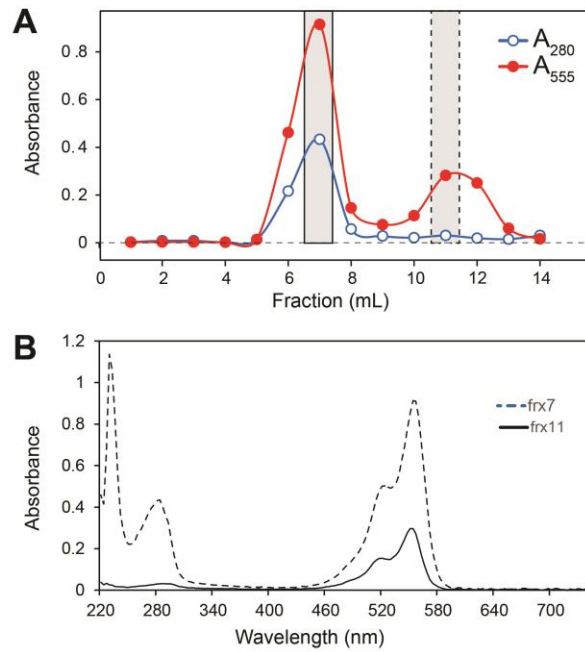 A
A280
A555
0.8
0.6
0.4
0.2
0
Absorbance
0 2 4 6 8 10 12 14
Fraction (mL)
B
frx7
frx11
1.2
1
0.8
0.6
0.4
0.2
0
Absorbance
220 280 340 400 460 520 580 640 700
Wavelength (nm)